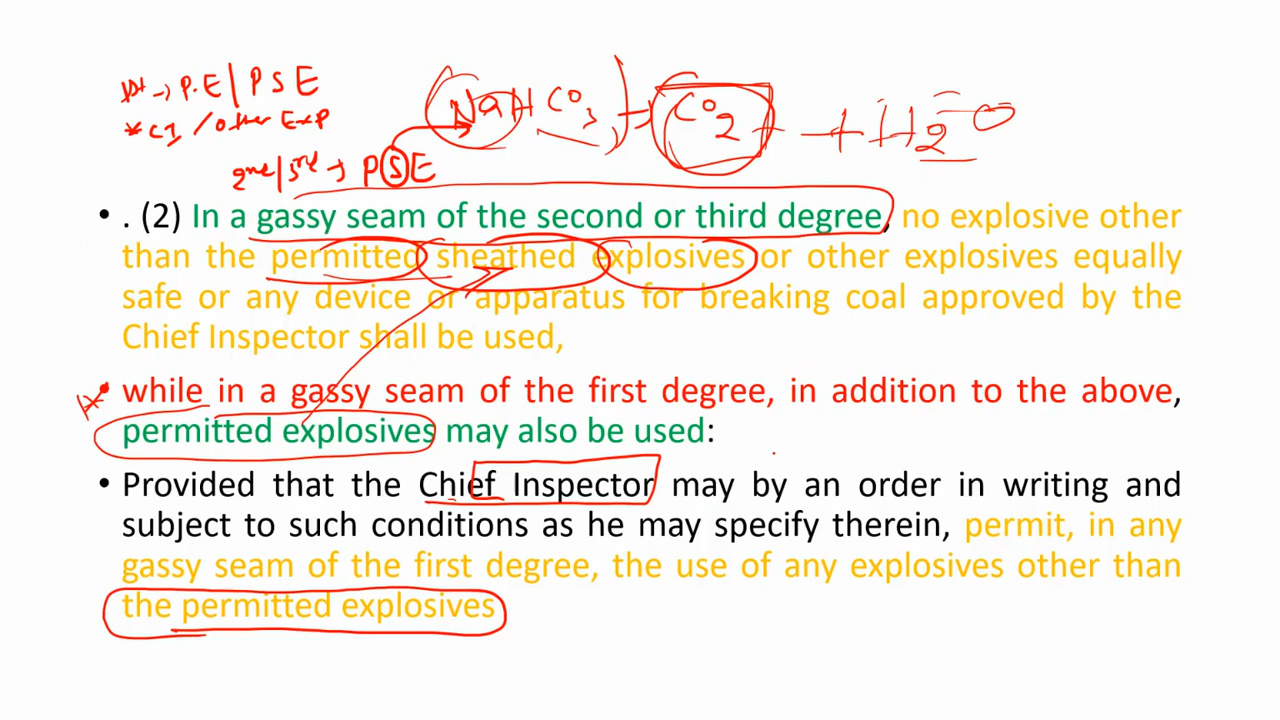 1st → P.E | P S E
* CI / Other Exp
2nd/3rd → PSE
NaHCO3) → CO2 + + H2O
• . (2) In a gassy seam of the second or third degree, no explosive other
than the permitted sheathed explosives or other explosives equally
safe or any device or apparatus for breaking coal approved by the
Chief Inspector shall be used,
• while in a gassy seam of the first degree, in addition to the above,
permitted explosives may also be used:
• Provided that the Chief Inspector may by an order in writing and
subject to such conditions as he may specify therein, permit, in any
gassy seam of the first degree, the use of any explosives other than
the permitted explosives